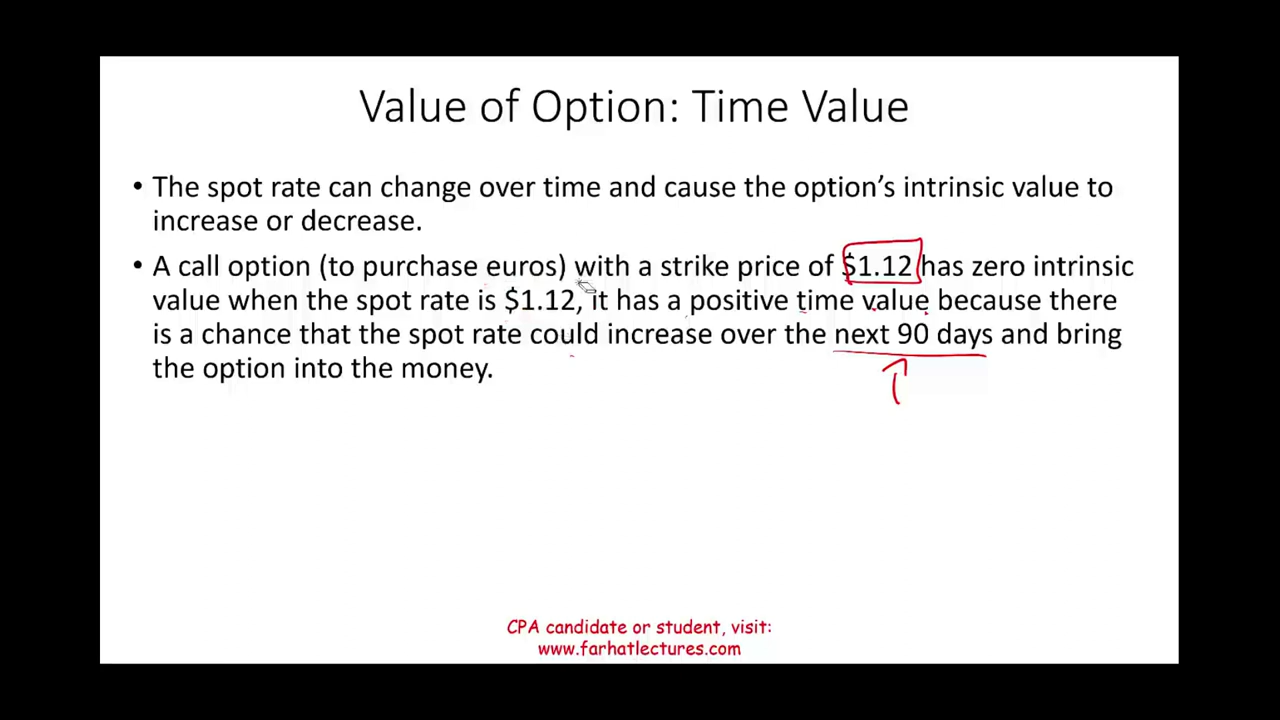 Value of Option: Time Value
• The spot rate can change over time and cause the option’s intrinsic value to
increase or decrease.
• A call option (to purchase euros) with a strike price of $1.12 has zero intrinsic
value when the spot rate is $1.12, it has a positive time value because there
is a chance that the spot rate could increase over the next 90 days and bring
the option into the money.
CPA candidate or student, visit:
www.farhatlectures.com